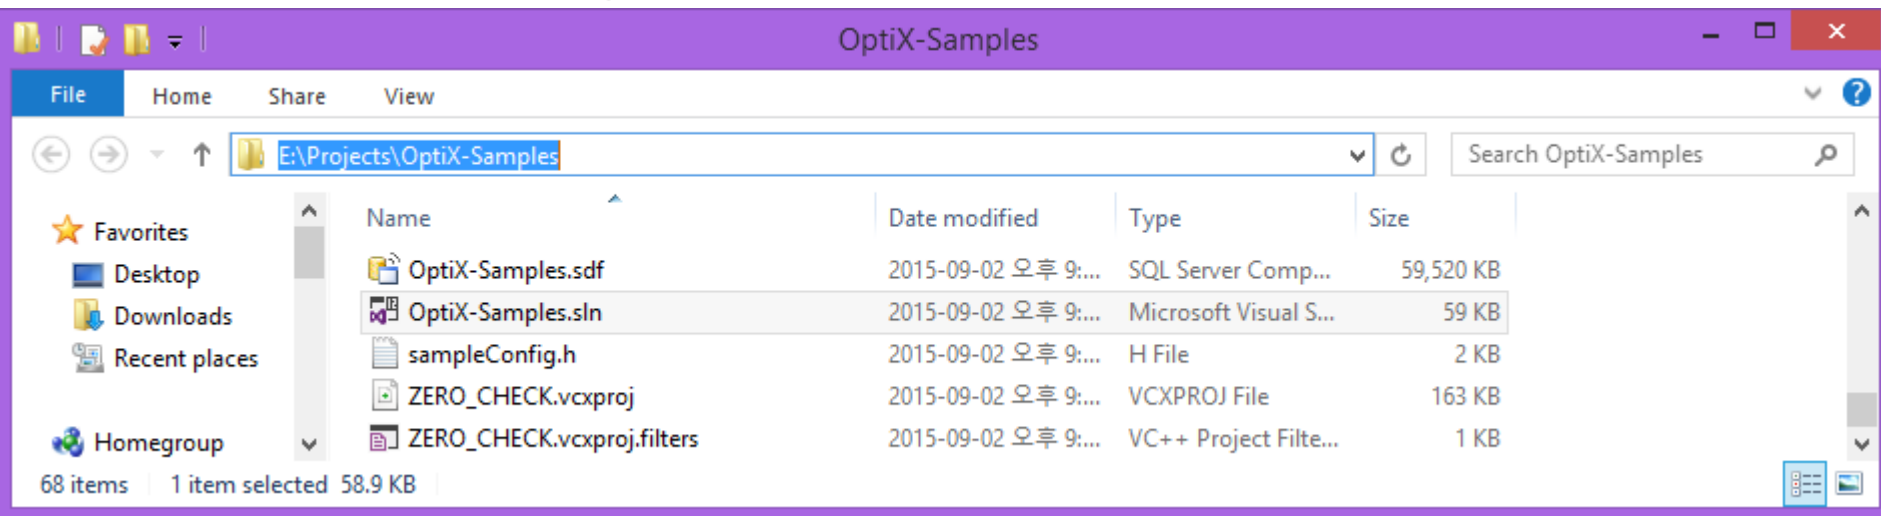 OptiX-Samples
File Home Share View
E:\Projects\OptiX-Samples Search OptiX-Samples
Favorites
Desktop
Downloads
Recent places
Homegroup
Name Date modified Type Size
OptiX-Samples.sdf 2015-09-02 오후 9:... SQL Server Comp... 59,520 KB
OptiX-Samples.sln 2015-09-02 오후 9:... Microsoft Visual S... 59 KB
sampleConfig.h 2015-09-02 오후 9:... H File 2 KB
ZERO_CHECK.vcxproj 2015-09-02 오후 9:... VCXPROJ File 163 KB
ZERO_CHECK.vcxproj.filters 2015-09-02 오후 9:... VC++ Project Filte... 1 KB
68 items 1 item selected 58.9 KB